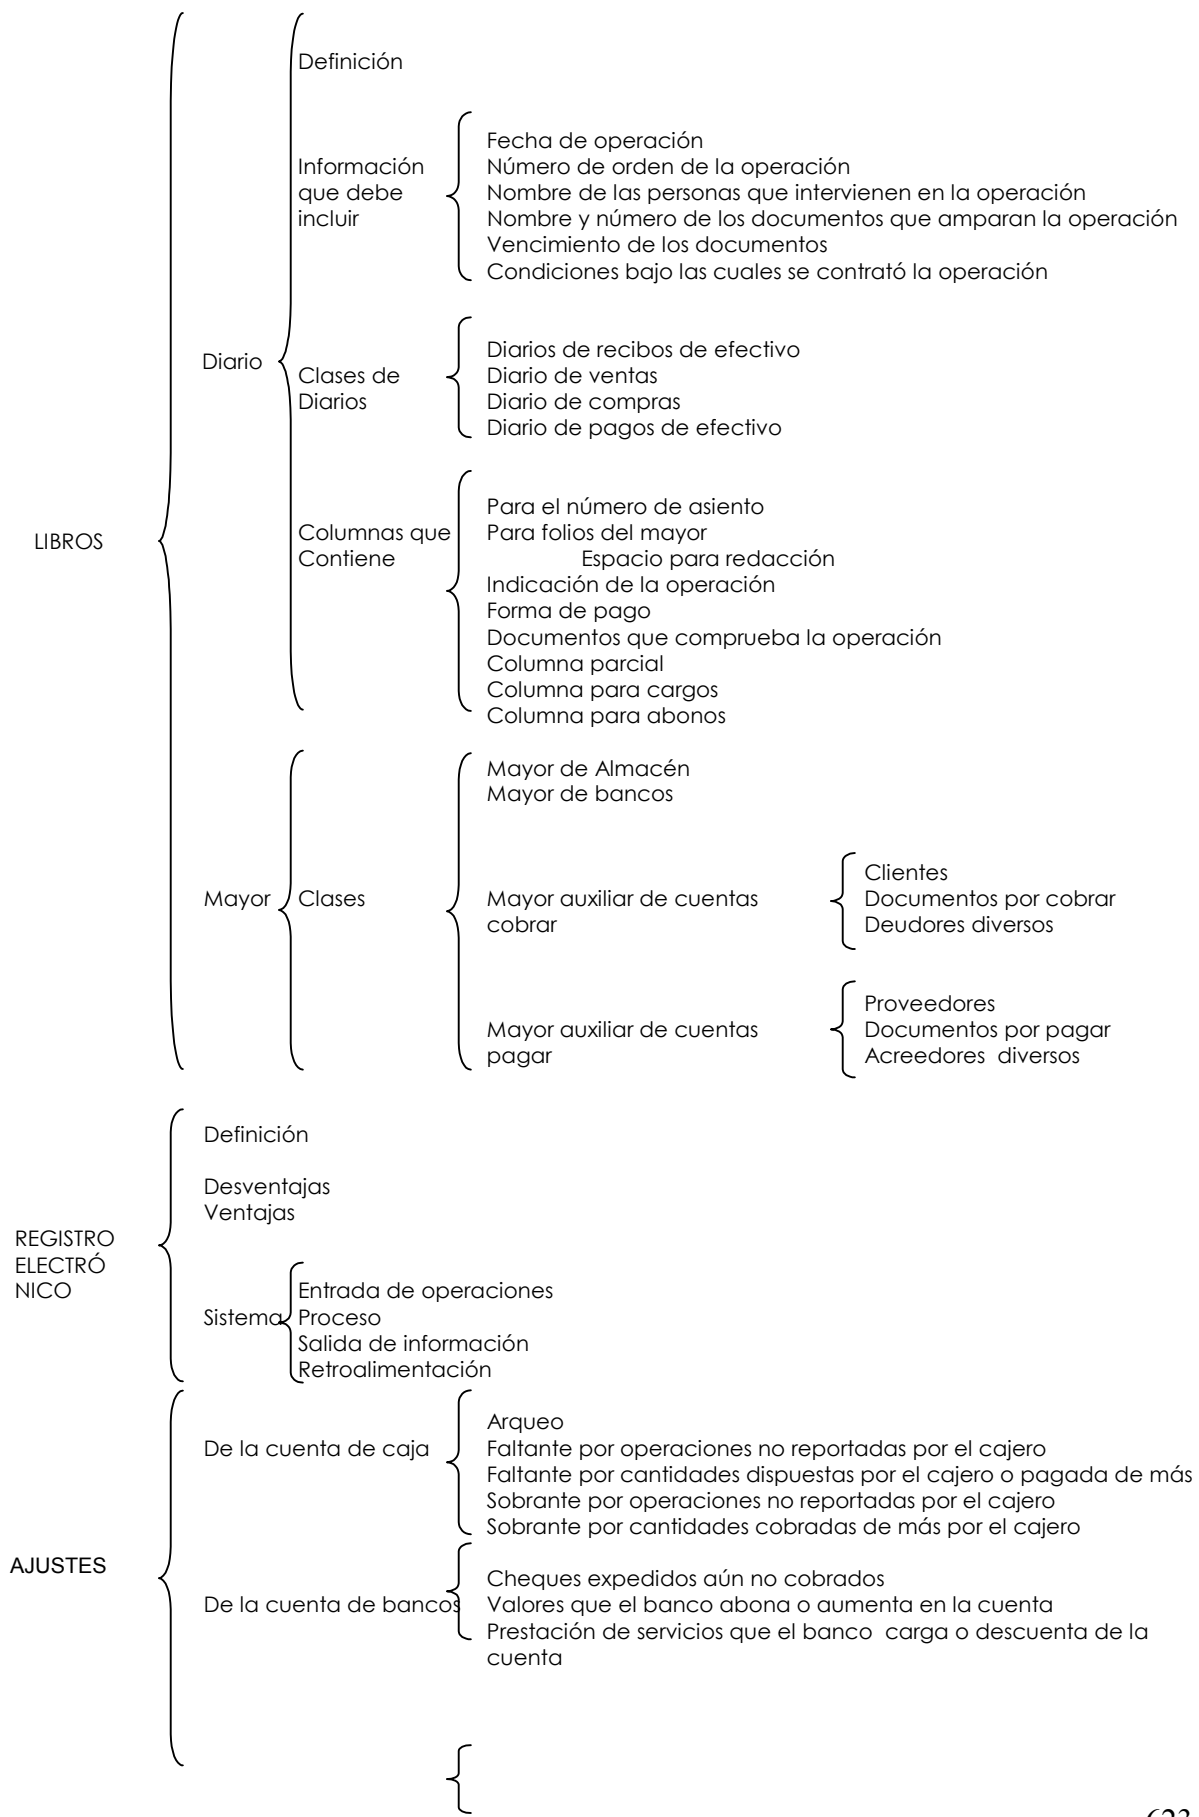 Definición
Información
que debe
incluir
Fecha de operación
Número de orden de la operación
Nombre de las personas que intervienen en la operación
Nombre y número de los documentos que amparan la operación
Vencimiento de los documentos
Condiciones bajo las cuales se contrató la operación
Diario
Clases de
Diarios
Diarios de recibos de efectivo
Diario de ventas
Diario de compras
Diario de pagos de efectivo
LIBROS
Columnas que
Contiene
Para el número de asiento
Para folios del mayor
Espacio para redacción
Indicación de la operación
Forma de pago
Documentos que comprueba la operación
Columna parcial
Columna para cargos
Columna para abonos
Mayor
Clases
Mayor de Almacén
Mayor de bancos
Mayor auxiliar de cuentas
cobrar
Clientes
Documentos por cobrar
Deudores diversos
Mayor auxiliar de cuentas
pagar
Proveedores
Documentos por pagar
Acreedores  diversos
REGISTRO
ELECTRÓ
NICO
Definición
Desventajas
Ventajas
Sistema
Entrada de operaciones
Proceso
Salida de información
Retroalimentación
AJUSTES
De la cuenta de caja
Arqueo
Faltante por operaciones no reportadas por el cajero
Faltante por cantidades dispuestas por el cajero o pagada de más
Sobrante por operaciones no reportadas por el cajero
Sobrante por cantidades cobradas de más por el cajero
De la cuenta de bancos
Cheques expedidos aún no cobrados
Valores que el banco abona o aumenta en la cuenta
Prestación de servicios que el banco  carga o descuenta de la
cuenta